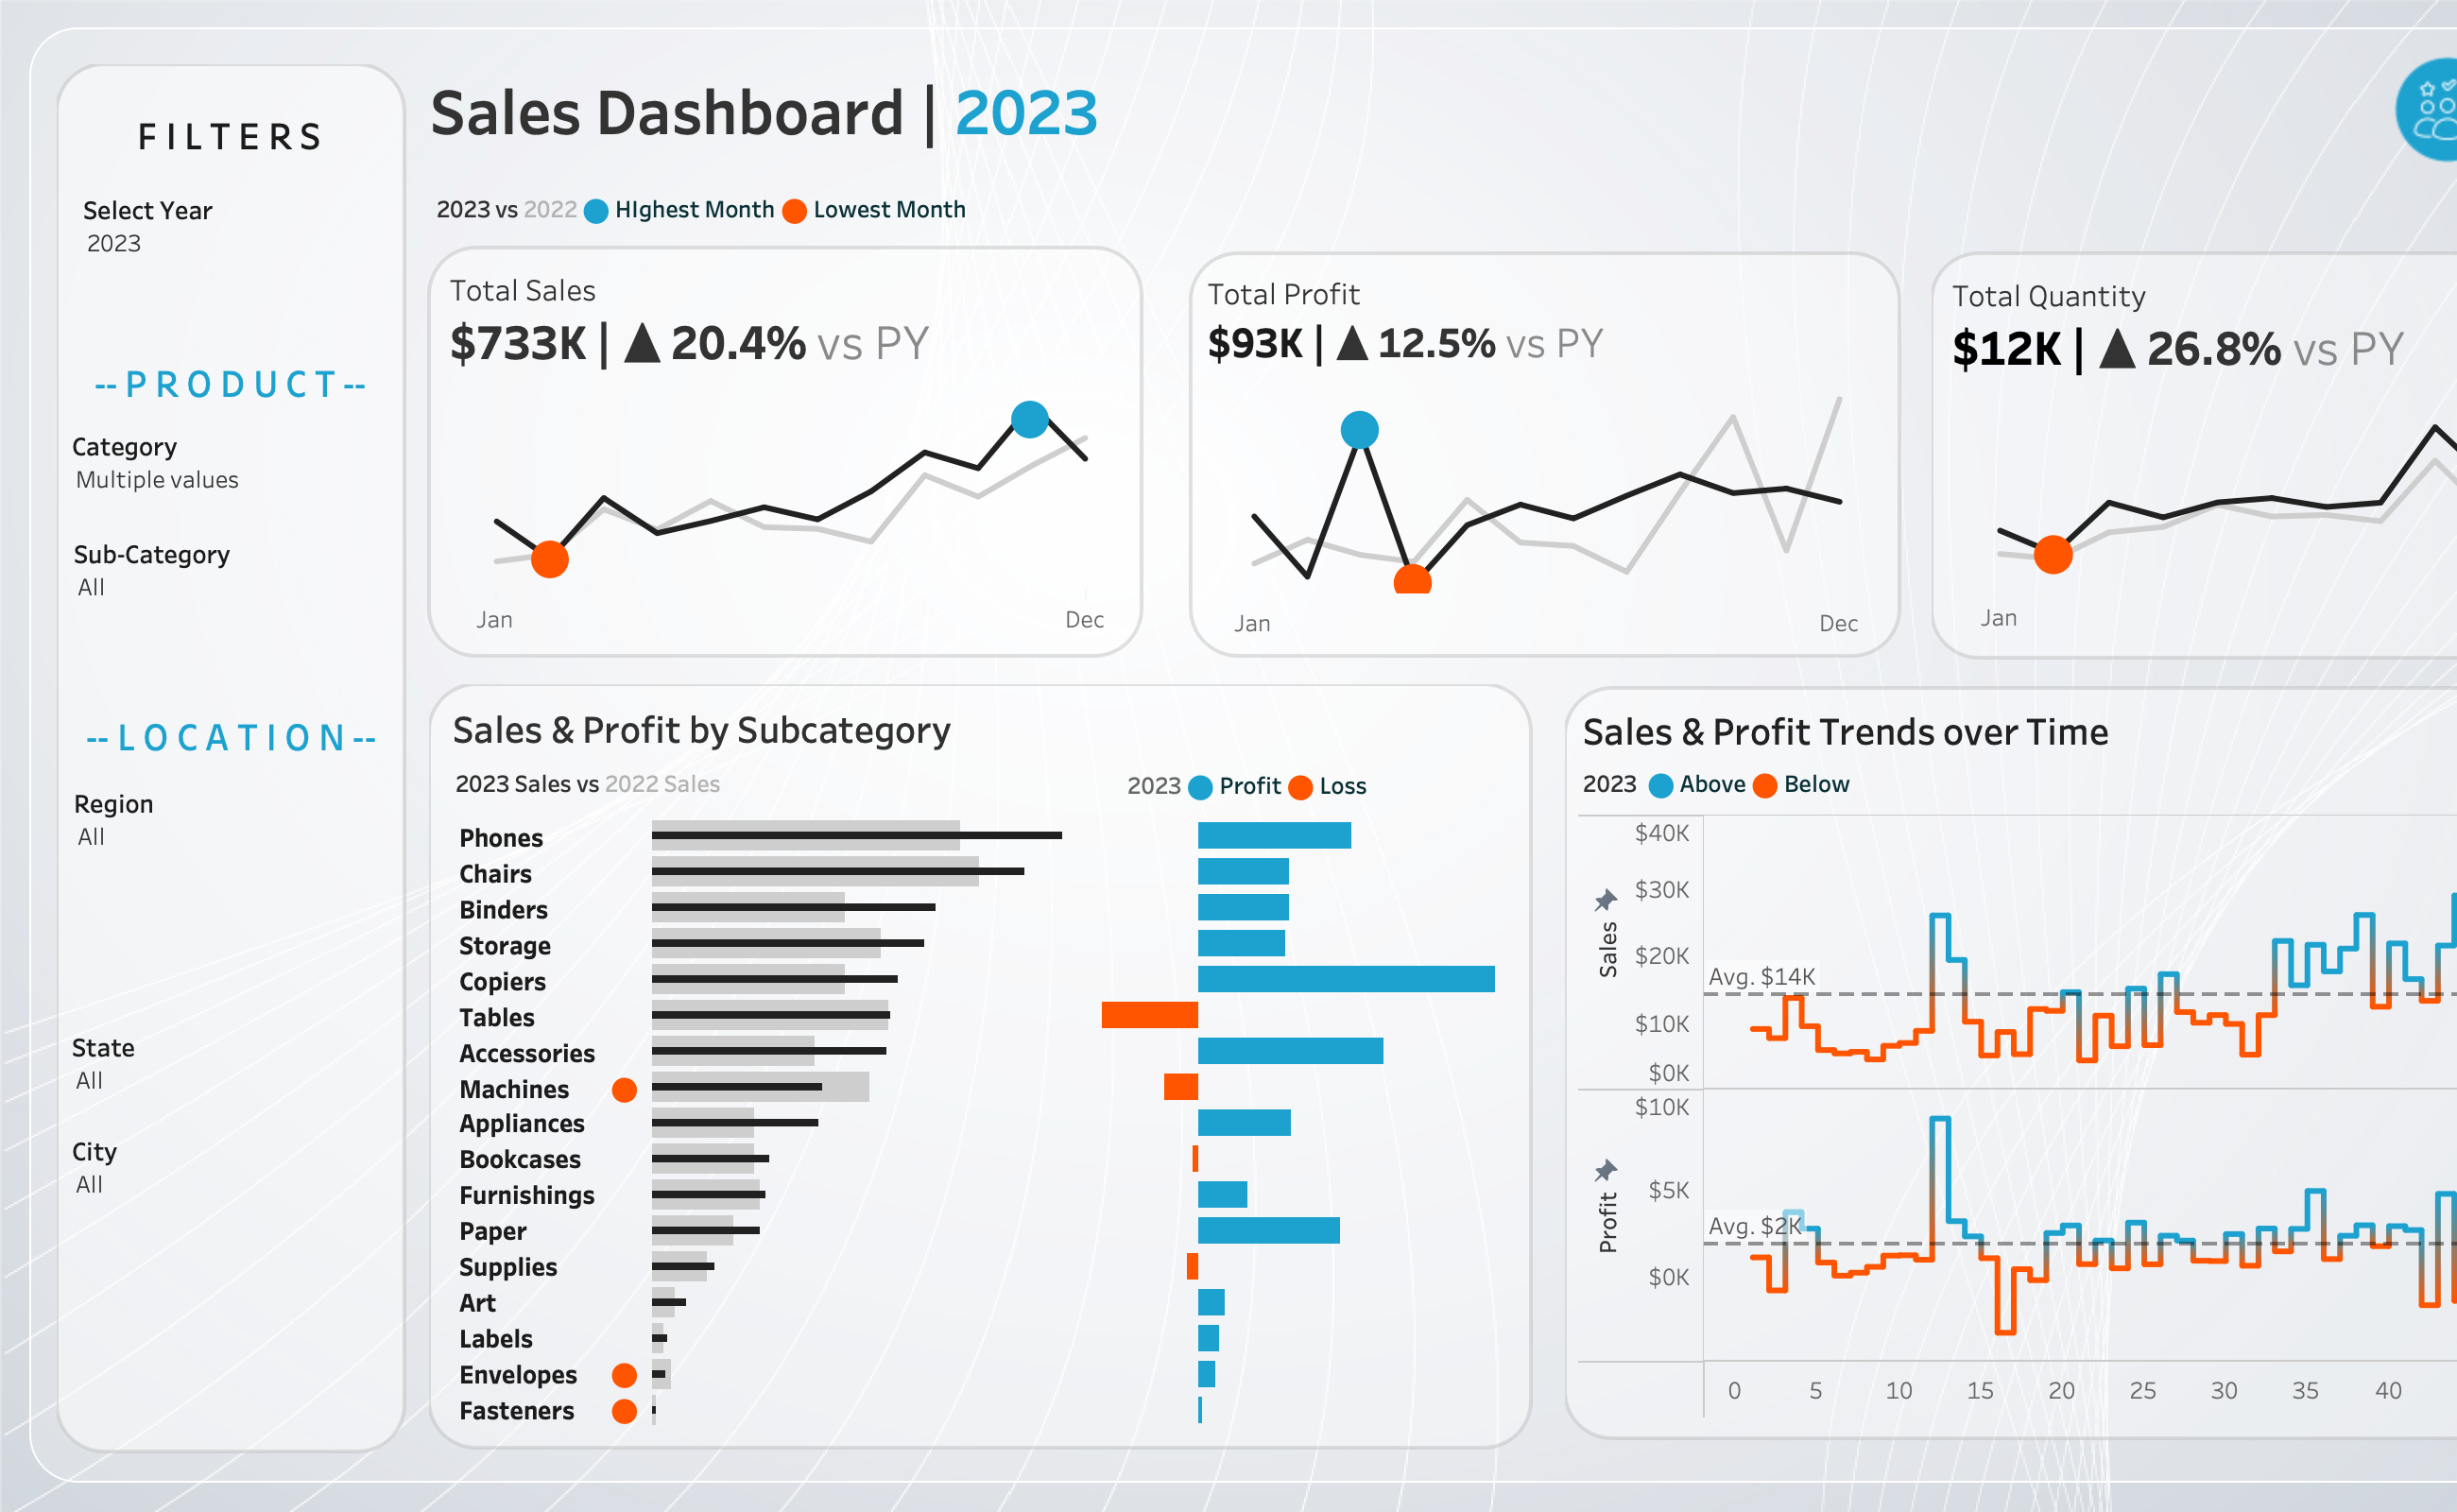 FILTERS
Select Year
2023
--PRODUCT--
Category
Multiple values
Sub-Category
All
--LOCATION--
Region
All
State
All
City
All
Sales Dashboard | 2023
2023 vs 2022 HIghest Month Lowest Month
Total Sales
$733K | ▲ 20.4% vs PY
Jan Dec
Total Profit
$93K | ▲ 12.5% vs PY
Jan Dec
Total Quantity
$12K | ▲ 26.8% vs PY
Jan
Sales & Profit by Subcategory
2023 Sales vs 2022 Sales
2023 Profit Loss
Phones
Chairs
Binders
Storage
Copiers
Tables
Accessories
Machines
Appliances
Bookcases
Furnishings
Paper
Supplies
Art
Labels
Envelopes
Fasteners
Sales & Profit Trends over Time
2023 Above Below
Sales
$40K
$30K
$20K
Avg. $14K
$10K
$0K
Profit
$10K
$5K
Avg. $2K
$0K
0 5 10 15 20 25 30 35 40